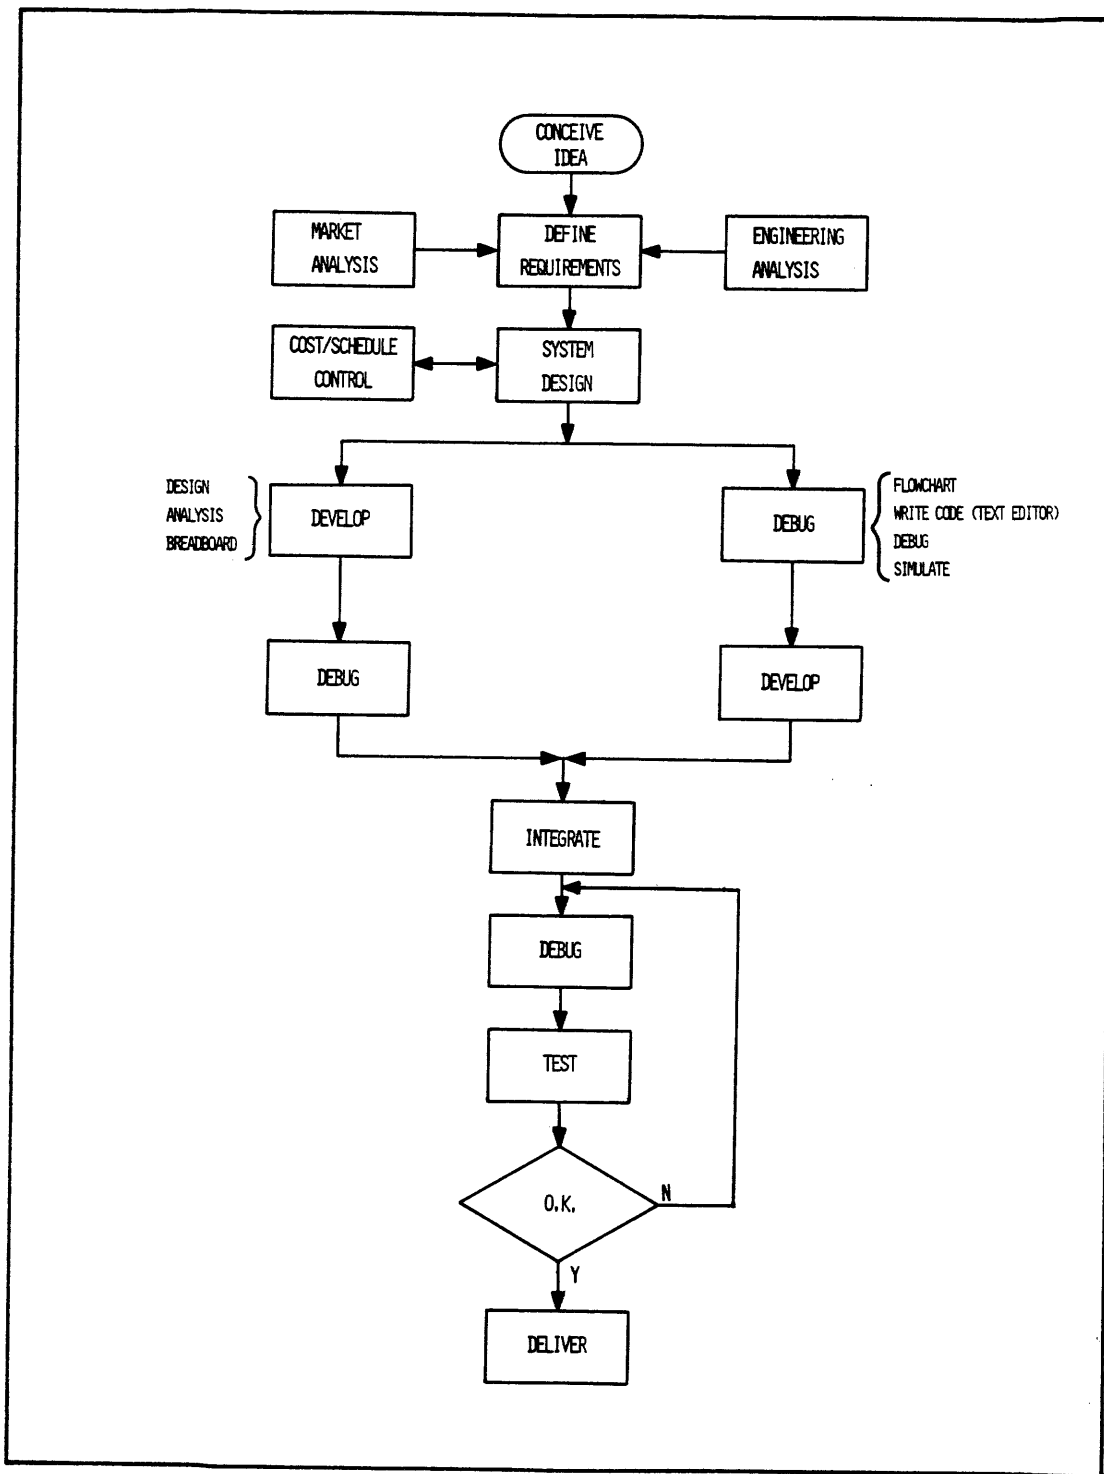 CONCEIVE
IDEA
MARKET
ANALYSIS
DEFINE
REQUIREMENTS
ENGINEERING
ANALYSIS
COST/SCHEDULE
CONTROL
SYSTEM
DESIGN
DESIGN
ANALYSIS
BREADBOARD
DEVELOP
DEBUG
FLOWCHART
WRITE CODE (TEXT EDITOR)
DEBUG
SIMULATE
DEBUG
DEVELOP
INTEGRATE
DEBUG
TEST
O.K.
N
Y
DELIVER